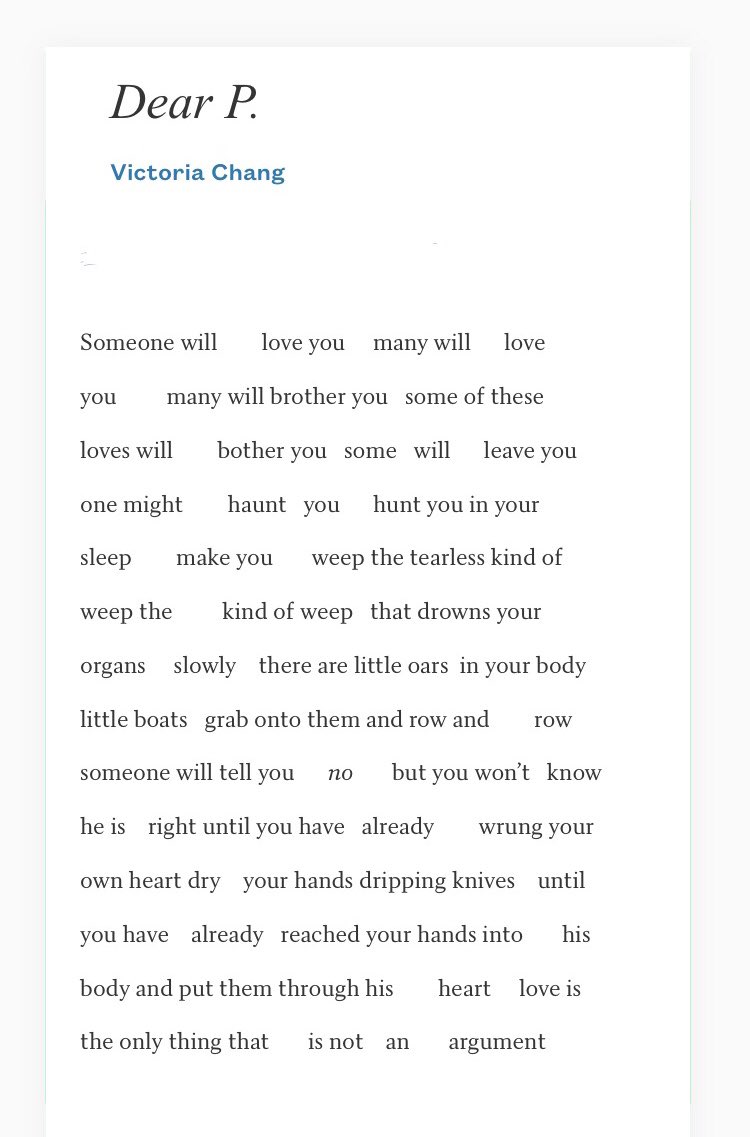 Dear P.
Victoria Chang
Someone will love you many will love
you many will brother you some of these
loves will bother you some will leave you
one might haunt you hunt you in your
sleep make you weep the tearless kind of
weep the kind of weep that drowns your
organs slowly there are little oars in your body
little boats grab onto them and row and row
someone will tell you no but you won’t know
he is right until you have already wrung your
own heart dry your hands dripping knives until
you have already reached your hands into his
body and put them through his heart love is
the only thing that is not an argument